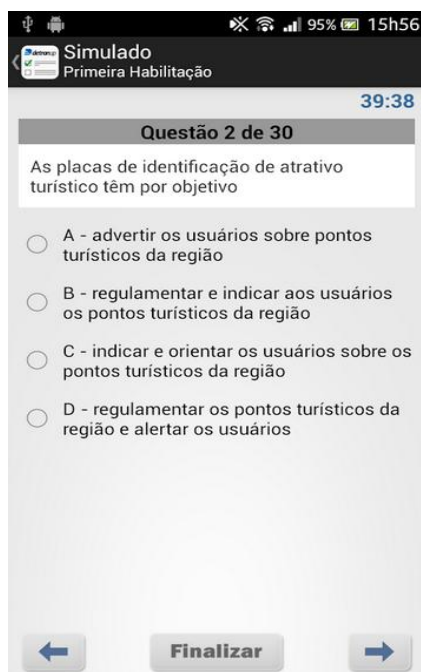 95% 15h56
Simulado
Primeira Habilitação
39:38
Questão 2 de 30
As placas de identificação de atrativo
turístico têm por objetivo
A - advertir os usuários sobre pontos
turísticos da região
B - regulamentar e indicar aos usuários
os pontos turísticos da região
C - indicar e orientar os usuários sobre os
pontos turísticos da região
D - regulamentar os pontos turísticos da
região e alertar os usuários
Finalizar